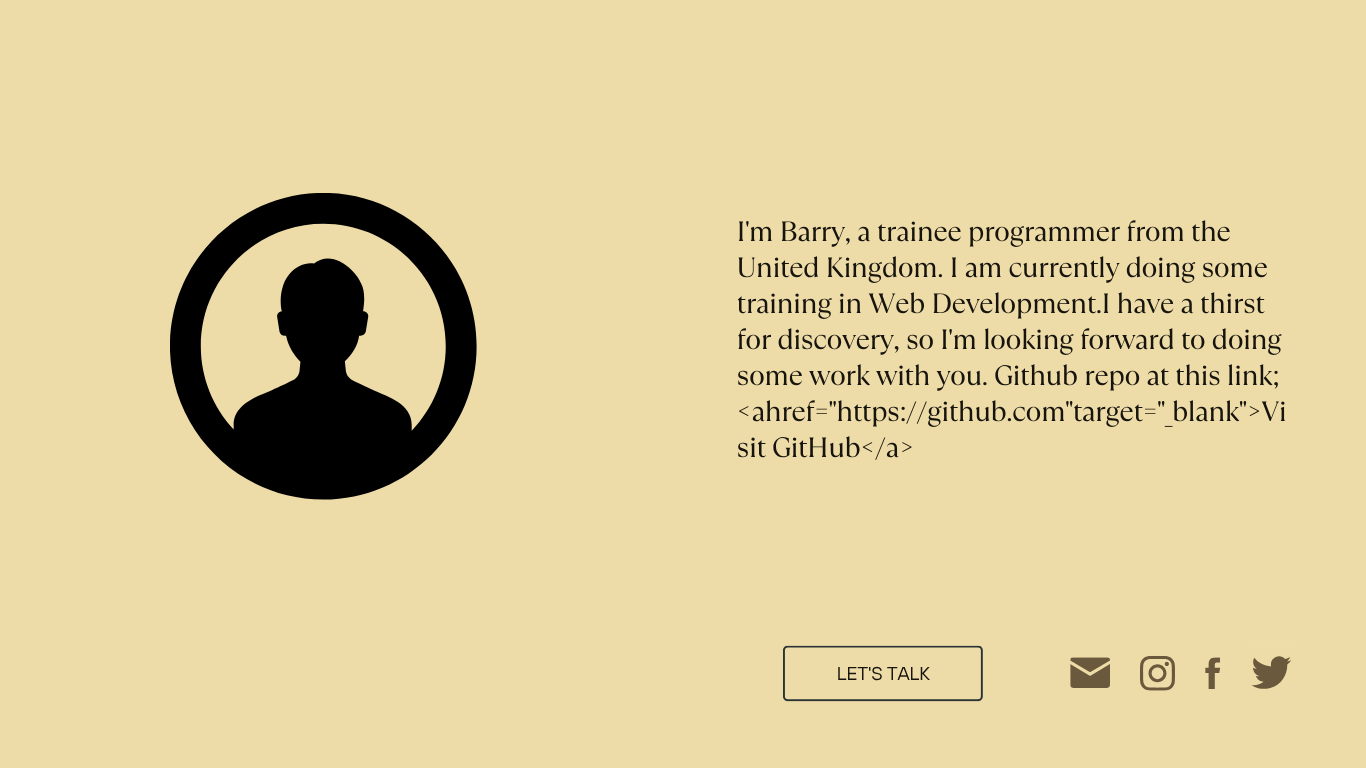 I'm Barry, a trainee programmer from the
United Kingdom. I am currently doing some
training in Web Development.I have a thirst
for discovery, so I'm looking forward to doing
some work with you. Github repo at this link;
<ahref="https://github.com"target="_blank">Vi
sit GitHub</a>
LET'S TALK